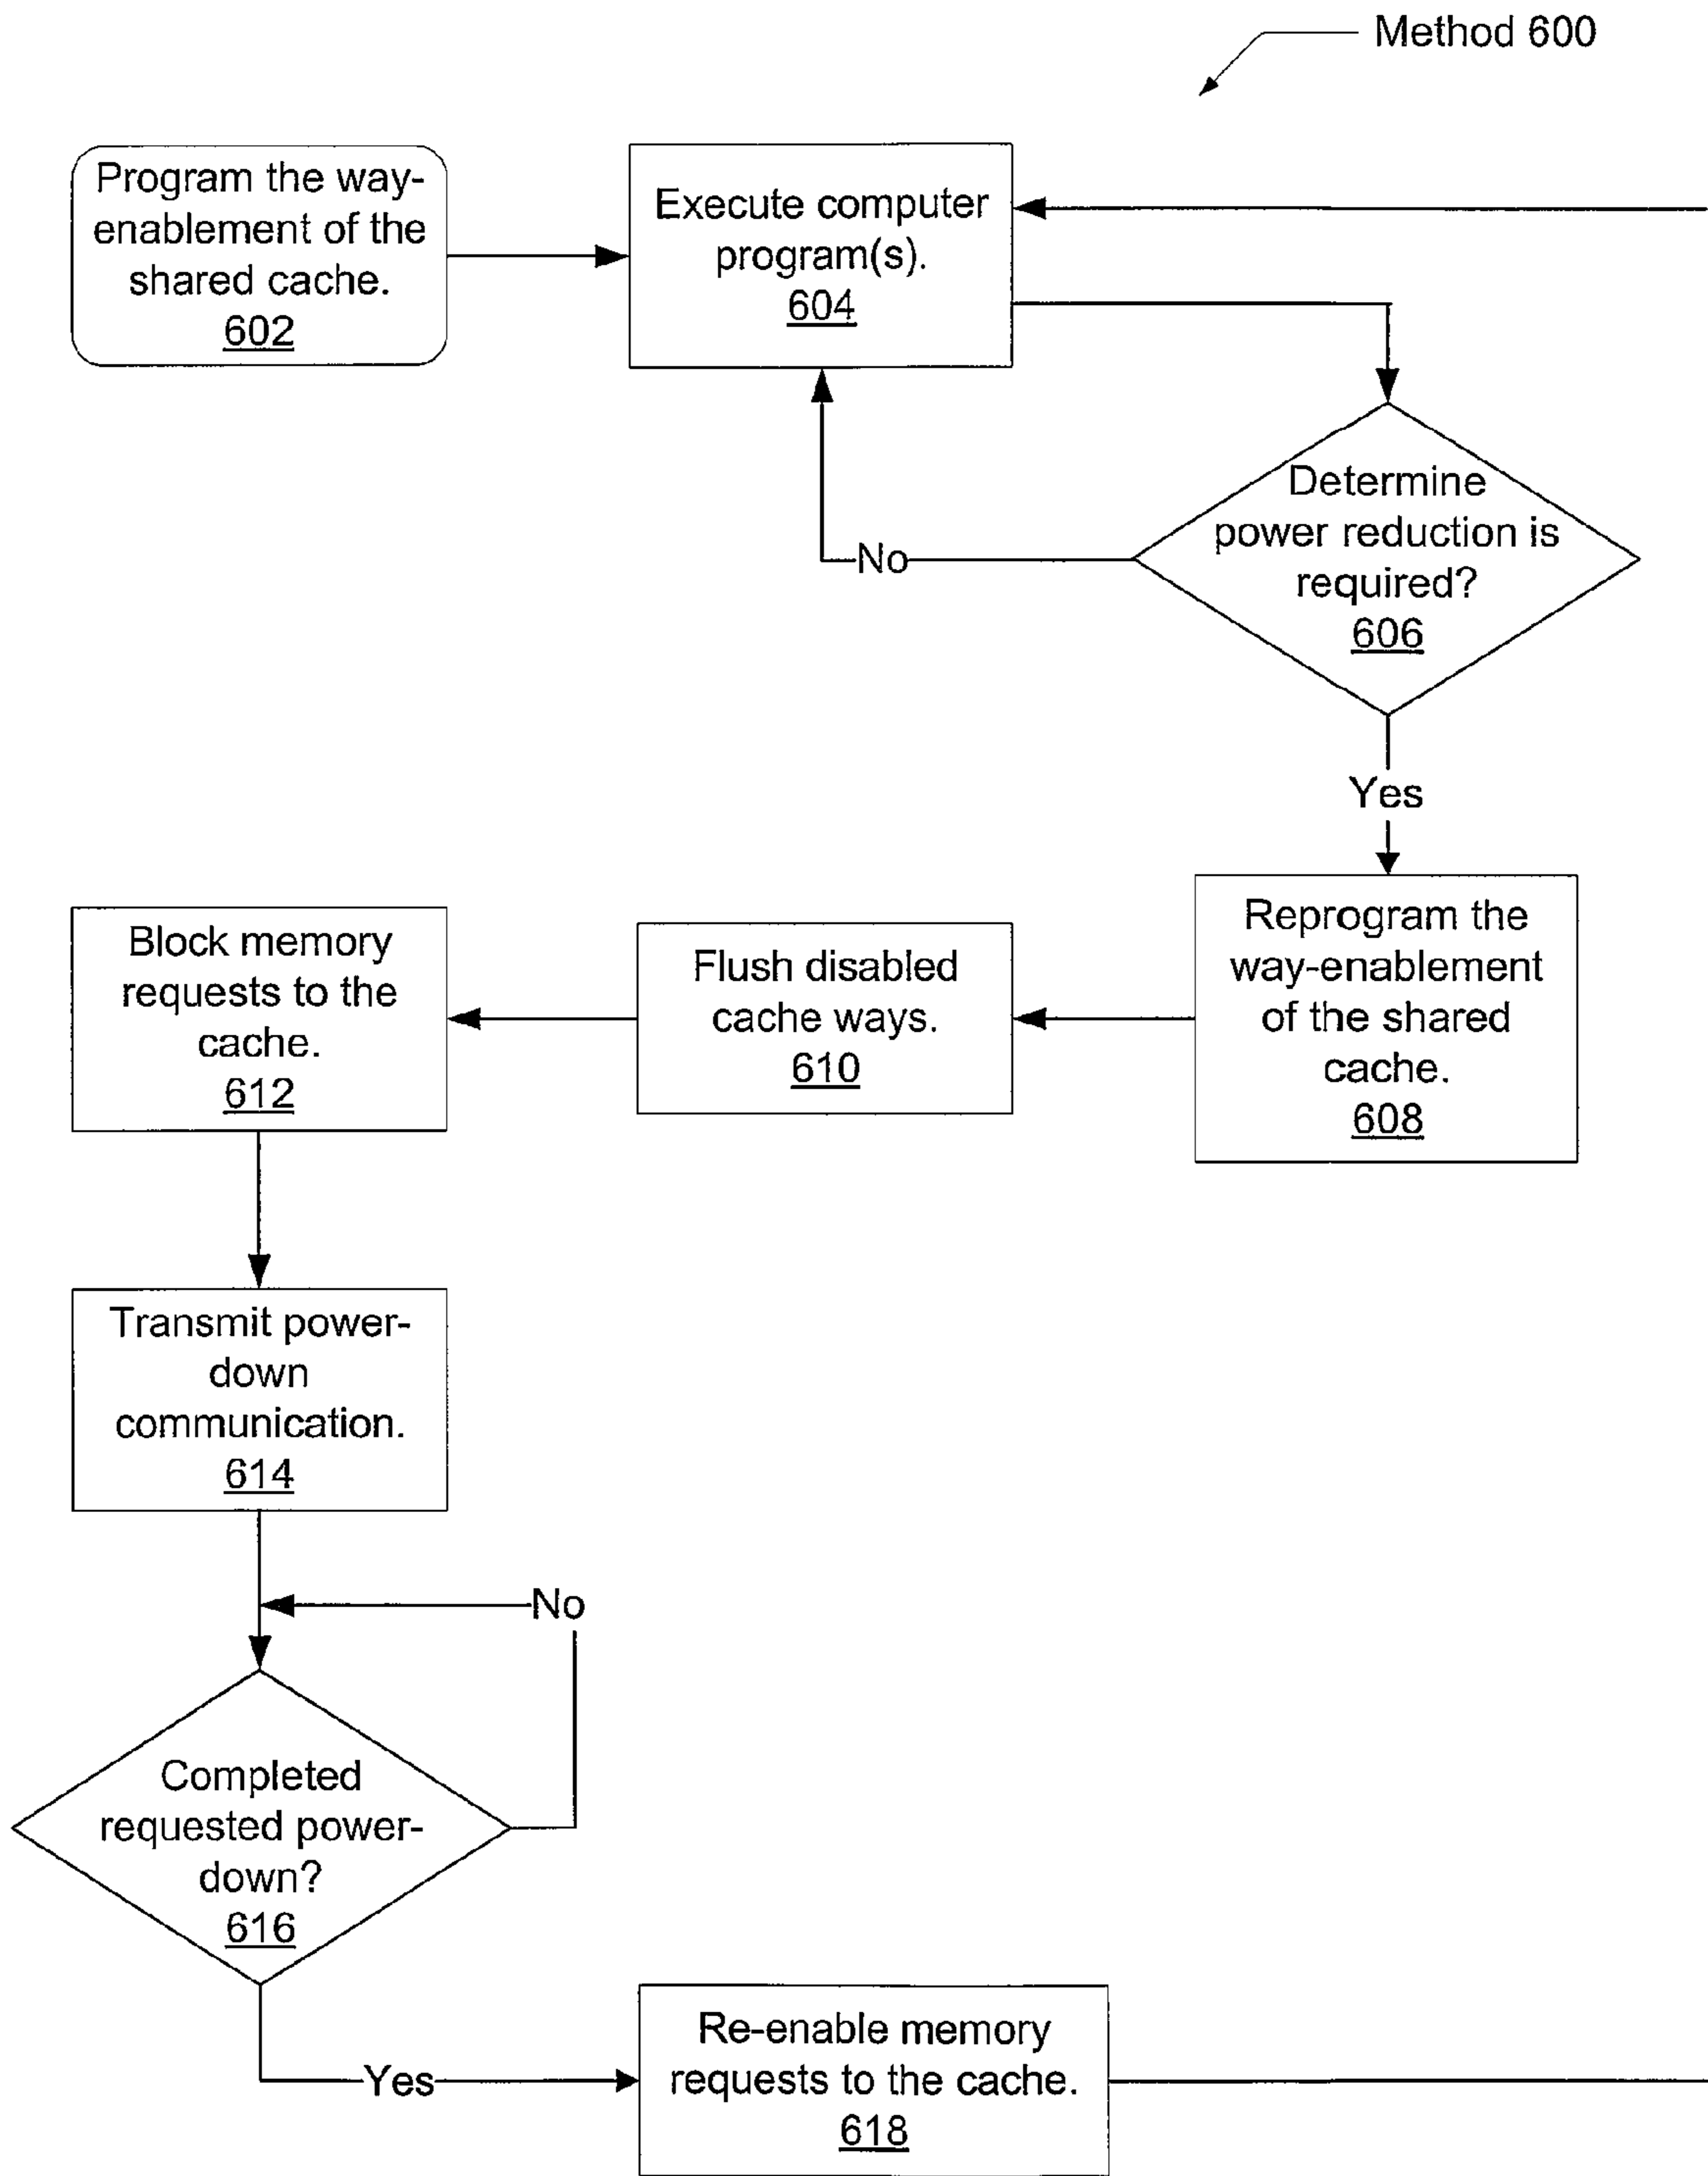 Method 600
Program the way-
enablement of the
shared cache.
602
Execute computer
program(s).
604
Determine
power reduction is
required?
606
No
Yes
Reprogram the
way-enablement
of the shared
cache.
608
Flush disabled
cache ways.
610
Block memory
requests to the
cache.
612
Transmit power-
down
communication.
614
No
Completed
requested power-
down?
616
Yes
Re-enable memory
requests to the cache.
618